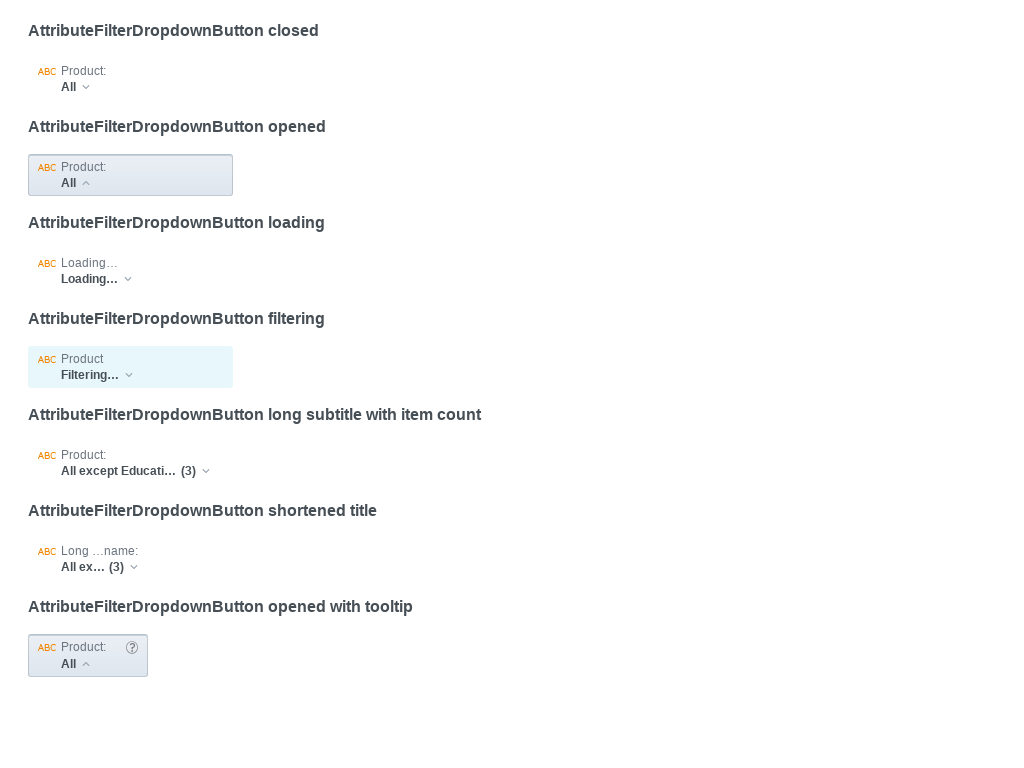 AttributeFilterDropdownButton closed
ABC Product:
All
AttributeFilterDropdownButton opened
ABC Product:
All
AttributeFilterDropdownButton loading
ABC Loading…
Loading…
AttributeFilterDropdownButton filtering
ABC Product
Filtering…
AttributeFilterDropdownButton long subtitle with item count
ABC Product:
All except Educati… (3)
AttributeFilterDropdownButton shortened title
ABC Long …name:
All ex… (3)
AttributeFilterDropdownButton opened with tooltip
ABC Product: ?
All